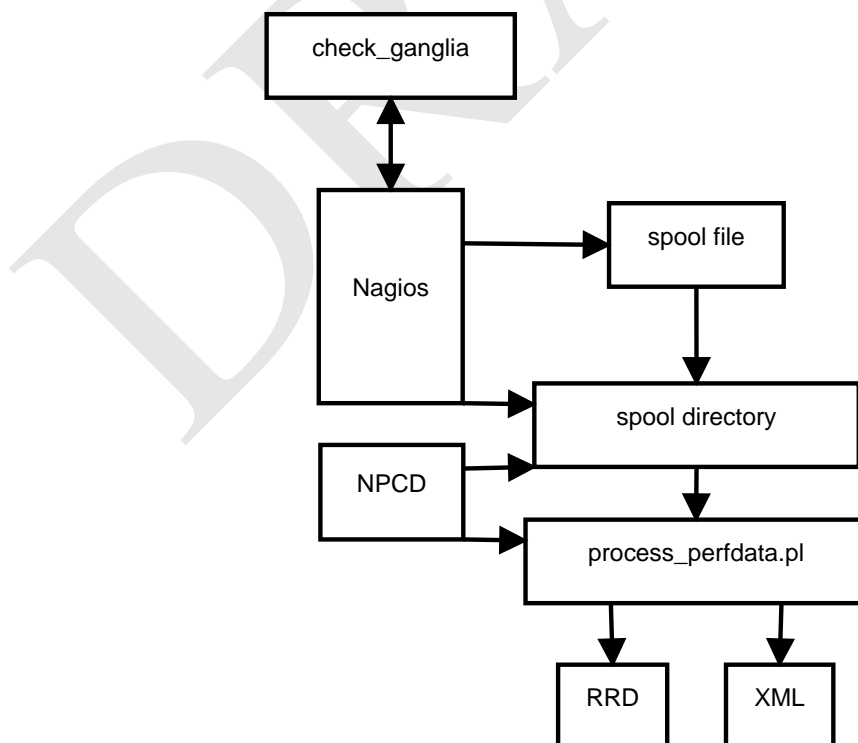 check_ganglia
spool file
Nagios
spool directory
NPCD
process_perfdata.pl
RRD
XML